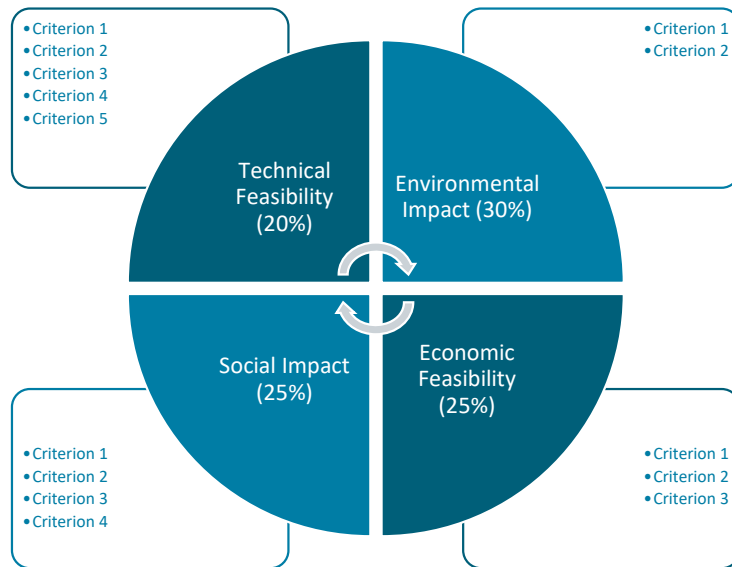 • Criterion 1
• Criterion 2
• Criterion 3
• Criterion 4
• Criterion 5
• Criterion 1
• Criterion 2
Technical
Feasibility
(20%)
Environmental
Impact (30%)
Social Impact
(25%)
Economic
Feasibility
(25%)
• Criterion 1
• Criterion 2
• Criterion 3
• Criterion 4
• Criterion 1
• Criterion 2
• Criterion 3